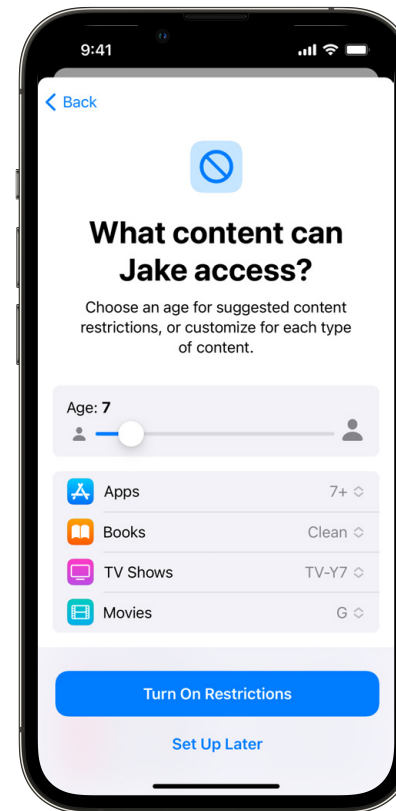 9:41
Back
What content can
Jake access?
Choose an age for suggested content
restrictions, or customize for each type
of content.
Age: 7
Apps 7+
Books Clean
TV Shows TV-Y7
Movies G
Turn On Restrictions
Set Up Later